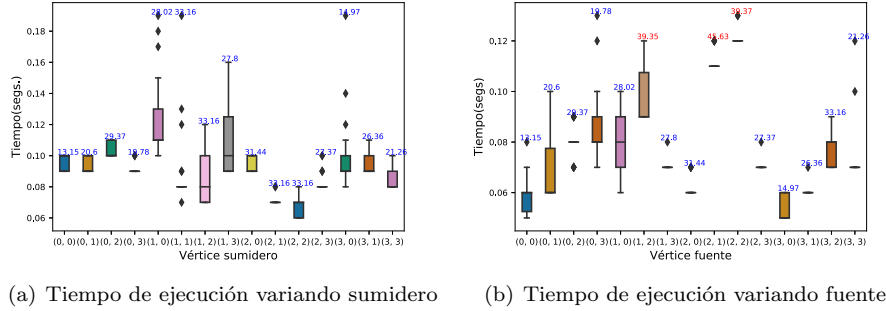 0.18
0.16
0.14
0.12
0.10
0.08
0.06
Tiempo(segs.)
13.15 20.6 29.37 19.78 28.02 33.16 33.16 27.8 31.44 33.16 33.16 27.37 14.97 26.36 21.26
(0, 0) (0, 1) (0, 2) (0, 3) (1, 0) (1, 1) (1, 2) (1, 3) (2, 0) (2, 1) (2, 2) (2, 3) (3, 0) (3, 1) (3, 3)
Vértice sumidero
(a) Tiempo de ejecución variando sumidero
0.12
0.10
0.08
0.06
Tiempo(segs)
13.15 20.6 29.37 19.78 28.02 39.35 27.8 31.44 45.63 39.37 27.37 14.97 26.36 33.16 21.26
(0, 0) (0, 1) (0, 2) (0, 3) (1, 0) (1, 2) (1, 3) (2, 0) (2, 1) (2, 2) (2, 3) (3, 0) (3, 1) (3, 2) (3, 3)
Vértice fuente
(b) Tiempo de ejecución variando fuente